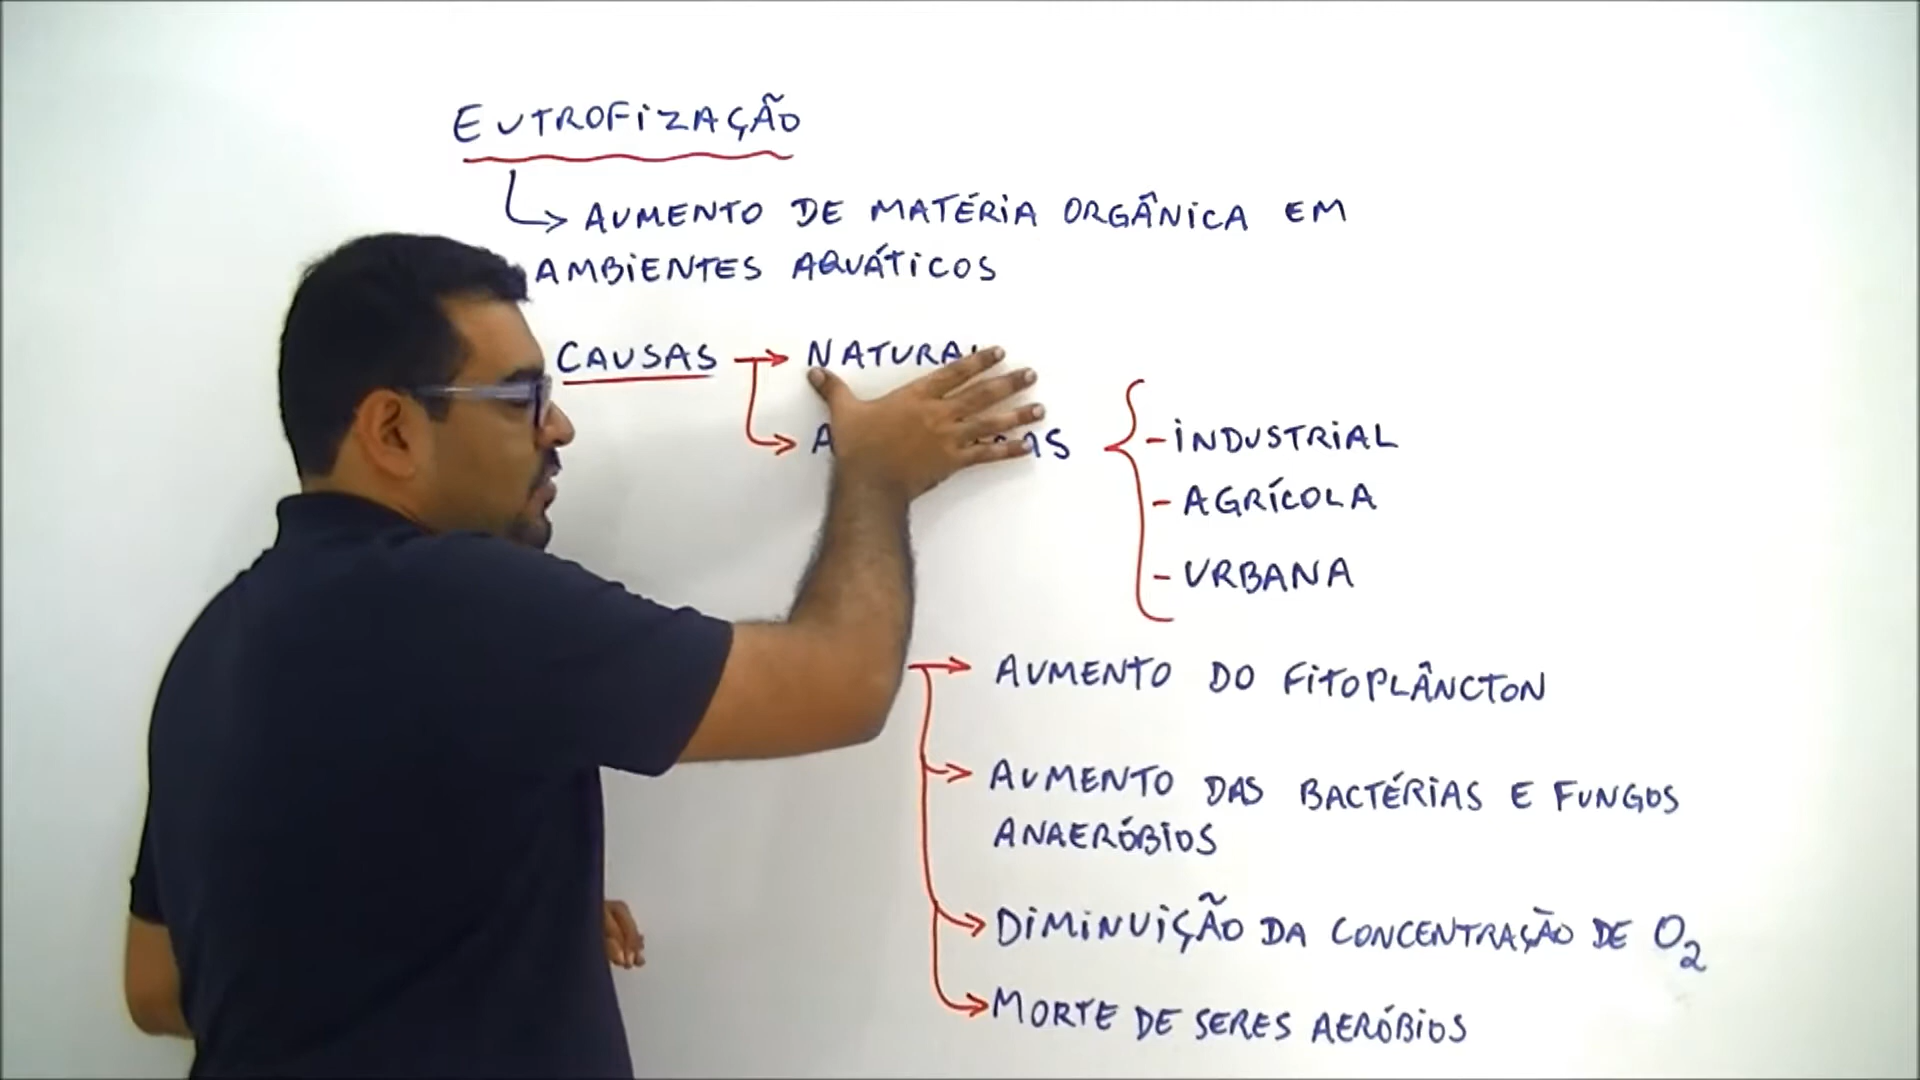 EUTROFIZAÇÃO
AUMENTO DE MATÉRIA ORGÂNICA EM
AMBIENTES AQUÁTICOS
CAUSAS
- INDUSTRIAL
- AGRÍCOLA
- URBANA
AUMENTO DO FITOPLÂNCTON
AUMENTO DAS BACTÉRIAS E FUNGOS
ANAERÓBIOS
DIMINUIÇÃO DA CONCENTRAÇÃO DE O2
MORTE DE SERES AERÓBIOS